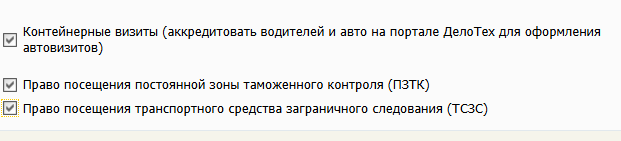 Контейнерные визиты (аккредитовать водителей и авто на портале ДелоТех для оформления
автовизитов)
Право посещения постоянной зоны таможенного контроля (ПЗТК)
Право посещения транспортного средства заграничного следования (ТСЗС)